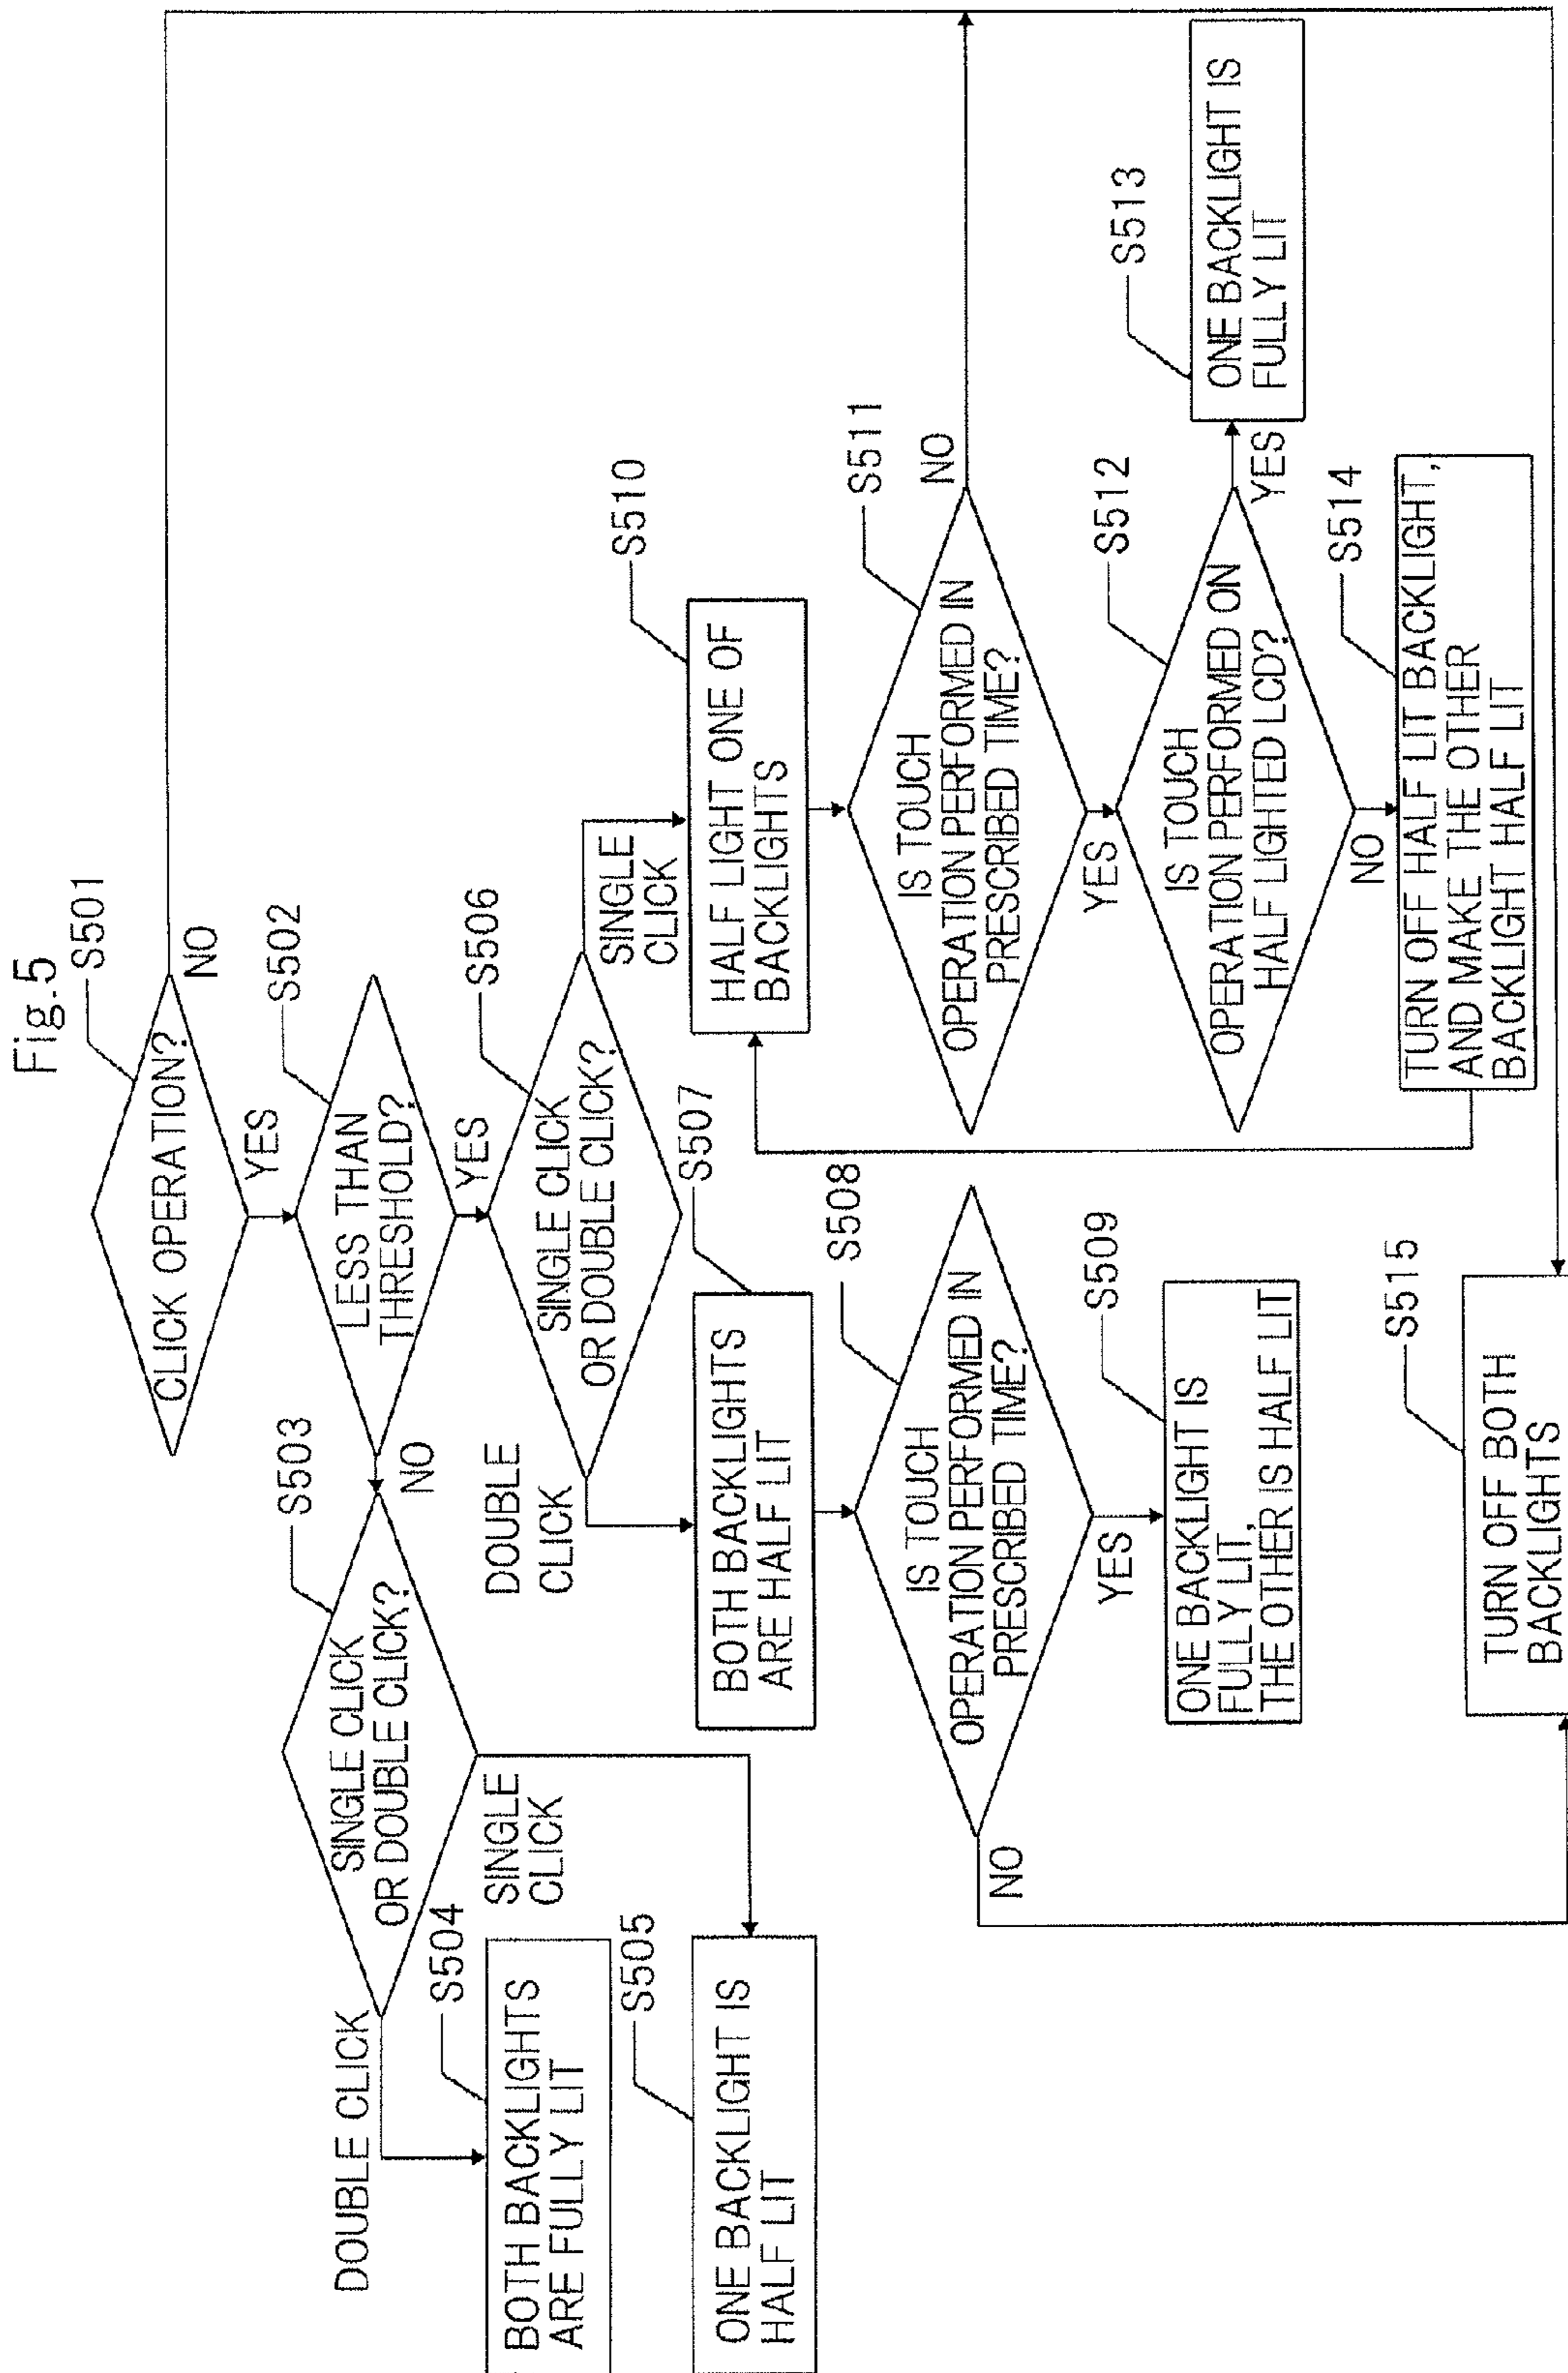 Fig.5
S501
CLICK OPERATION?
NO
YES
S502
LESS THAN
THRESHOLD?
NO
YES
S503
SINGLE CLICK
OR DOUBLE CLICK?
DOUBLE CLICK
SINGLE
CLICK
S504
BOTH BACKLIGHTS
ARE FULLY LIT
S505
ONE BACKLIGHT IS
HALF LIT
S506
SINGLE CLICK
OR DOUBLE CLICK?
DOUBLE
CLICK
SINGLE
CLICK
S507
BOTH BACKLIGHTS
ARE HALF LIT
S508
IS TOUCH
OPERATION PERFORMED IN
PRESCRIBED TIME?
NO
YES
S509
ONE BACKLIGHT IS
FULLY LIT,
THE OTHER IS HALF LIT
S510
HALF LIGHT ONE OF
BACKLIGHTS
S511
IS TOUCH
OPERATION PERFORMED IN
PRESCRIBED TIME?
NO
YES
S512
IS TOUCH
OPERATION PERFORMED ON
HALF LIGHTED LCD?
YES
NO
S513
ONE BACKLIGHT IS
FULLY LIT
S514
TURN OFF HALF LIT BACKLIGHT,
AND MAKE THE OTHER
BACKLIGHT HALF LIT
S515
TURN OFF BOTH
BACKLIGHTS